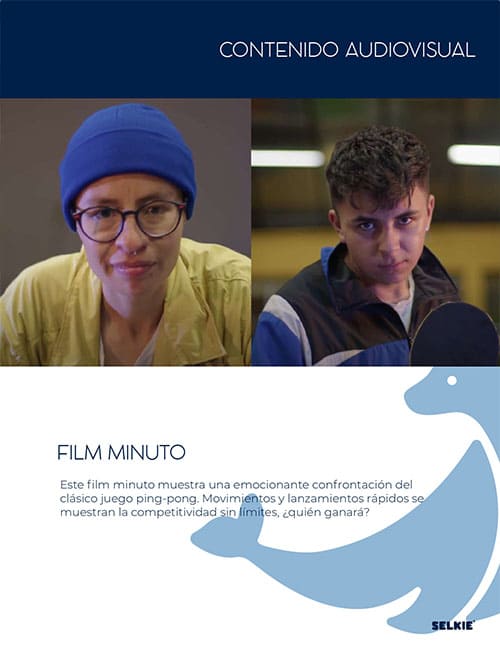 CONTENIDO AUDIOVISUAL
FILM MINUTO
Este film minuto muestra una emocionante confrontación del
clásico juego ping-pong. Movimientos y lanzamientos rápidos se
muestran la competitividad sin límites, ¿quién ganará?
SELKIE